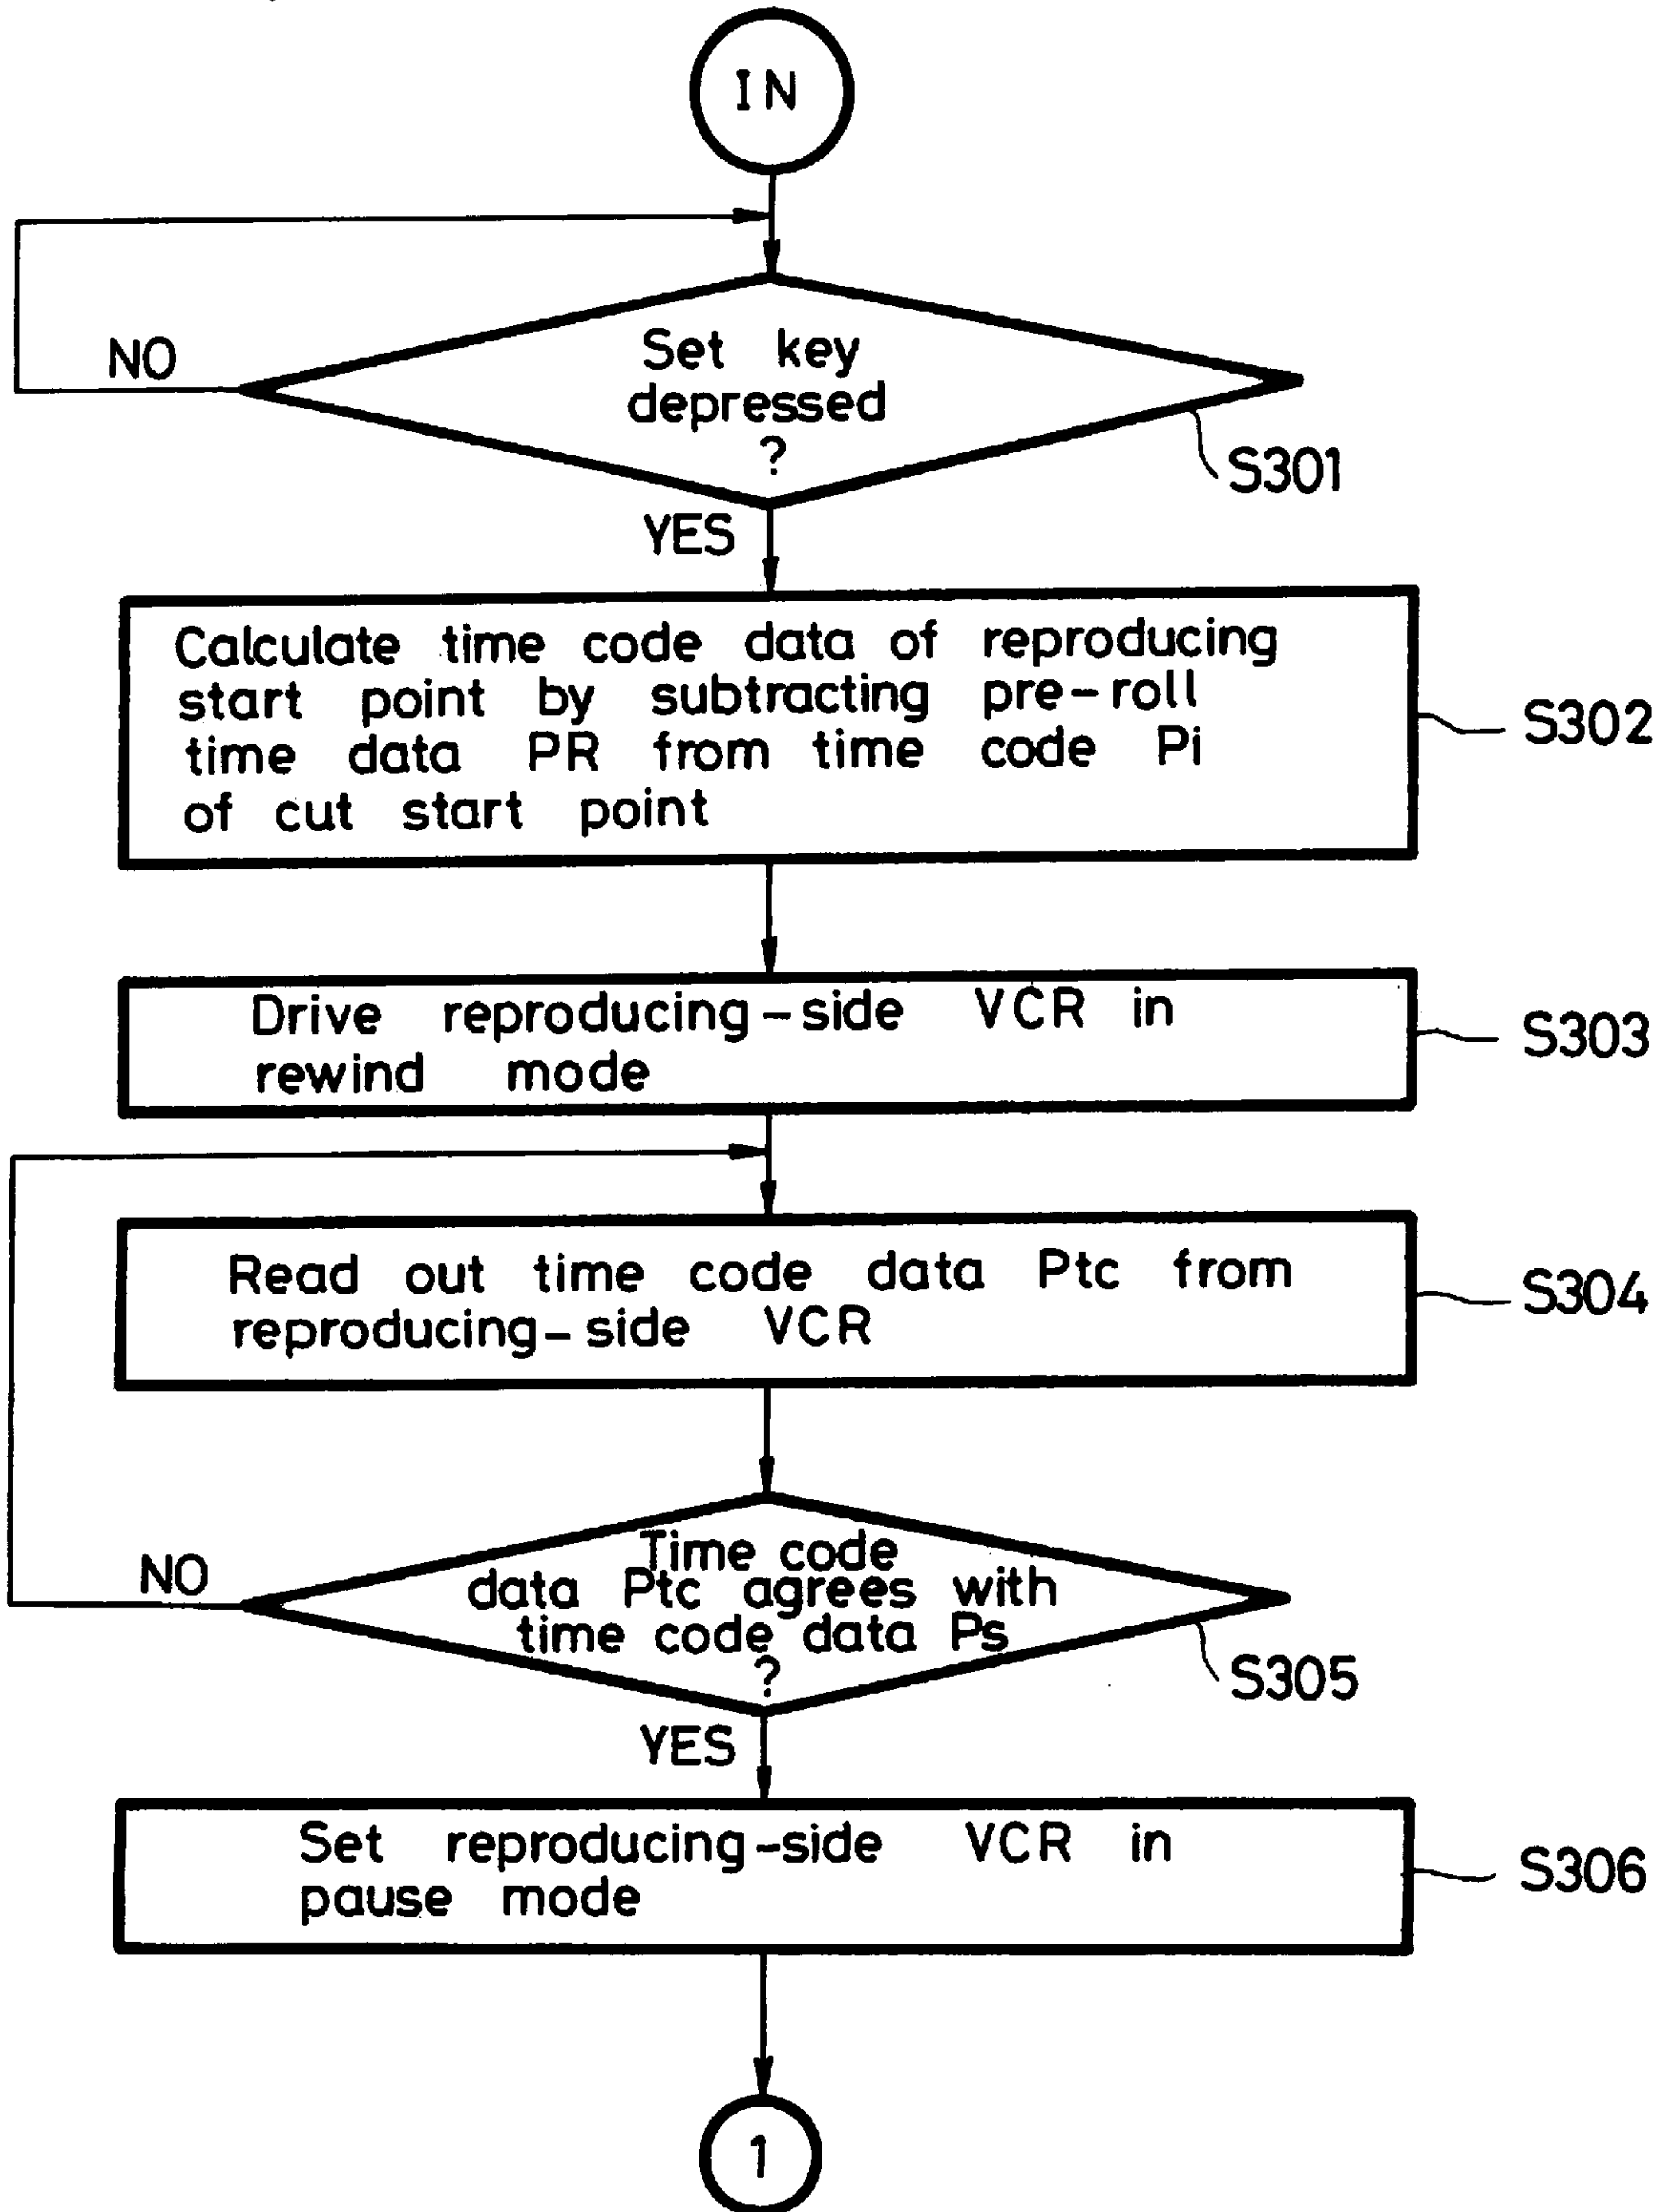 IN
NO
Set key
depressed
?
S301
YES
Calculate time code data of reproducing
start point by subtracting pre-roll
time data PR from time code Pi
of cut start point
S302
Drive reproducing-side VCR in
rewind mode
S303
Read out time code data Ptc from
reproducing-side VCR
S304
NO
Time code
data Ptc agrees with
time code data Ps
?
S305
YES
Set reproducing-side VCR in
pause mode
S306
1